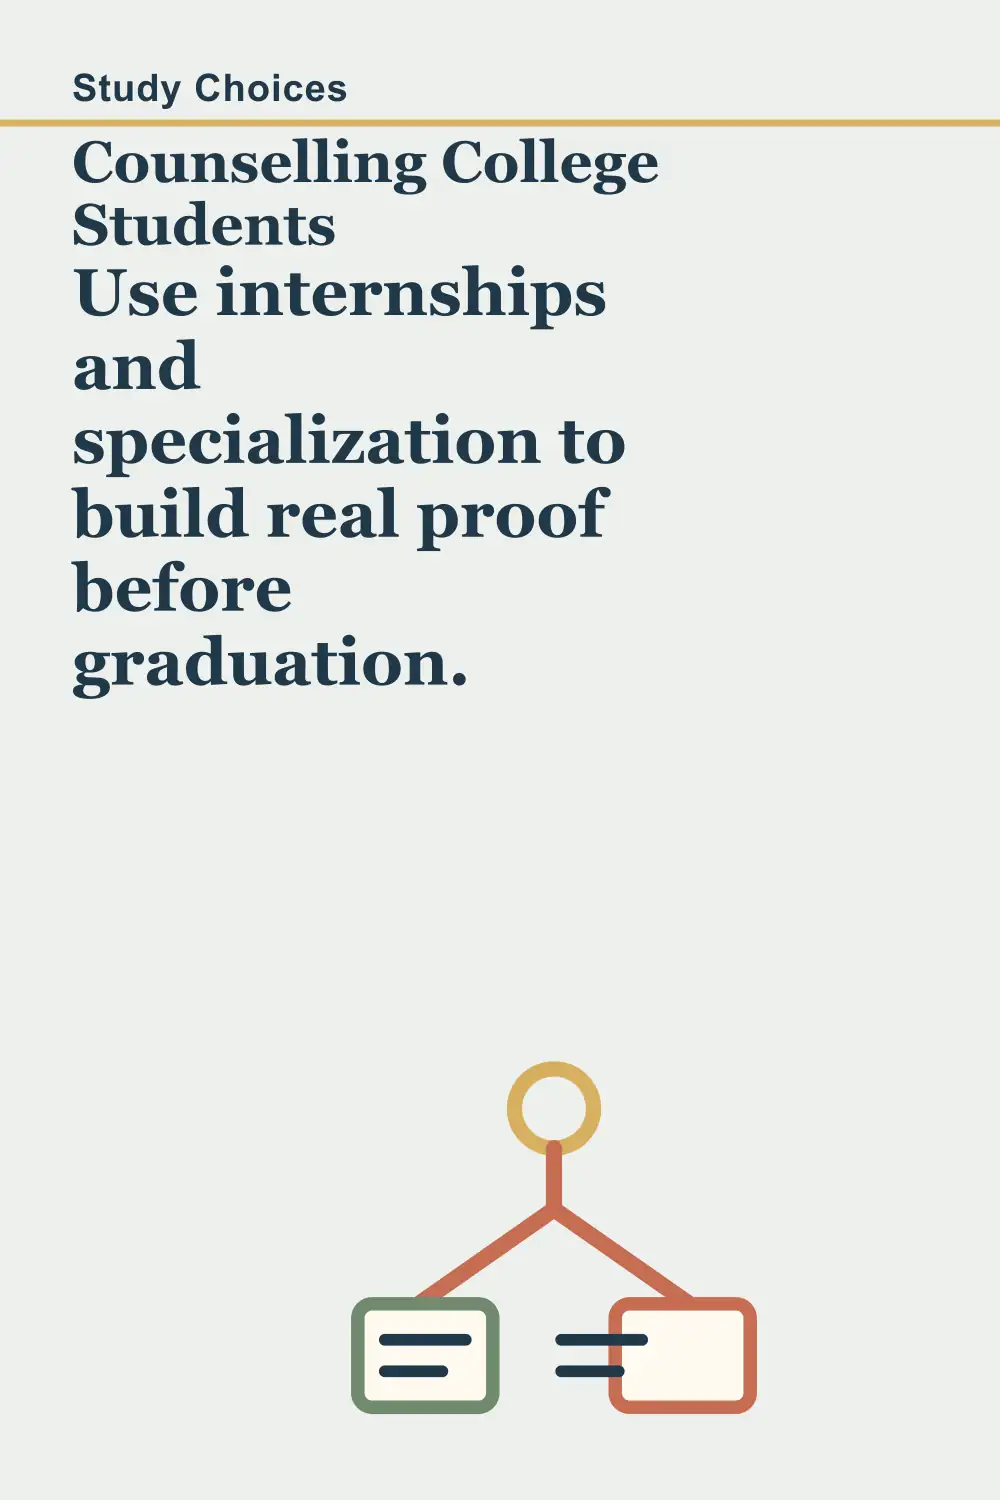 Study Choices
Counselling College
Students
Use internships
and
specialization to
build real proof
before
graduation.